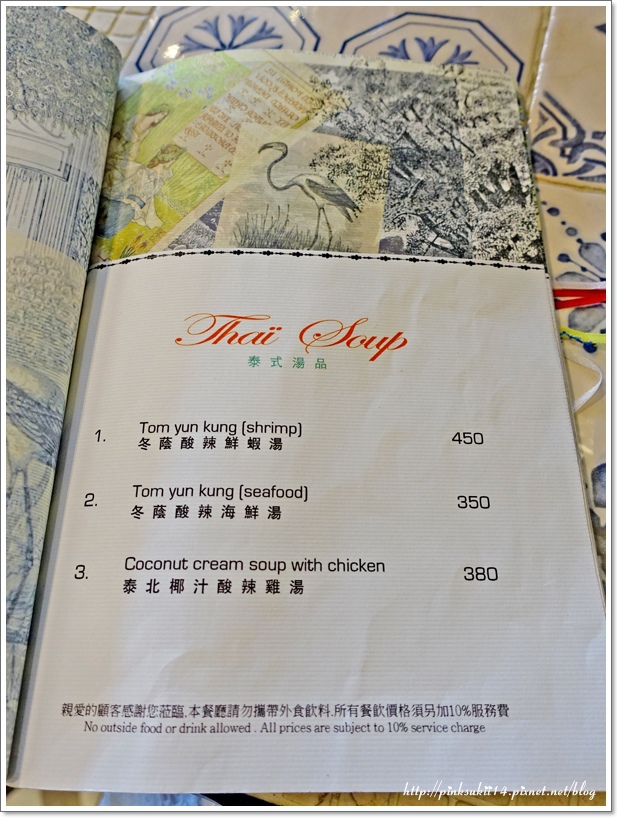 Thaï Soup
泰式湯品
1. Tom yun kung (shrimp) 450
冬蔭酸辣鮮蝦湯
2. Tom yun kung (seafood) 350
冬蔭酸辣海鮮湯
3. Coconut cream soup with chicken 380
泰北椰汁酸辣雞湯
親愛的顧客感謝您蒞臨,本餐廳請勿攜帶外食飲料,所有餐飲價格須另加10%服務費
No outside food or drink allowed . All prices are subject to 10% service charge
http://pinksukii14.pixnet.net/blog